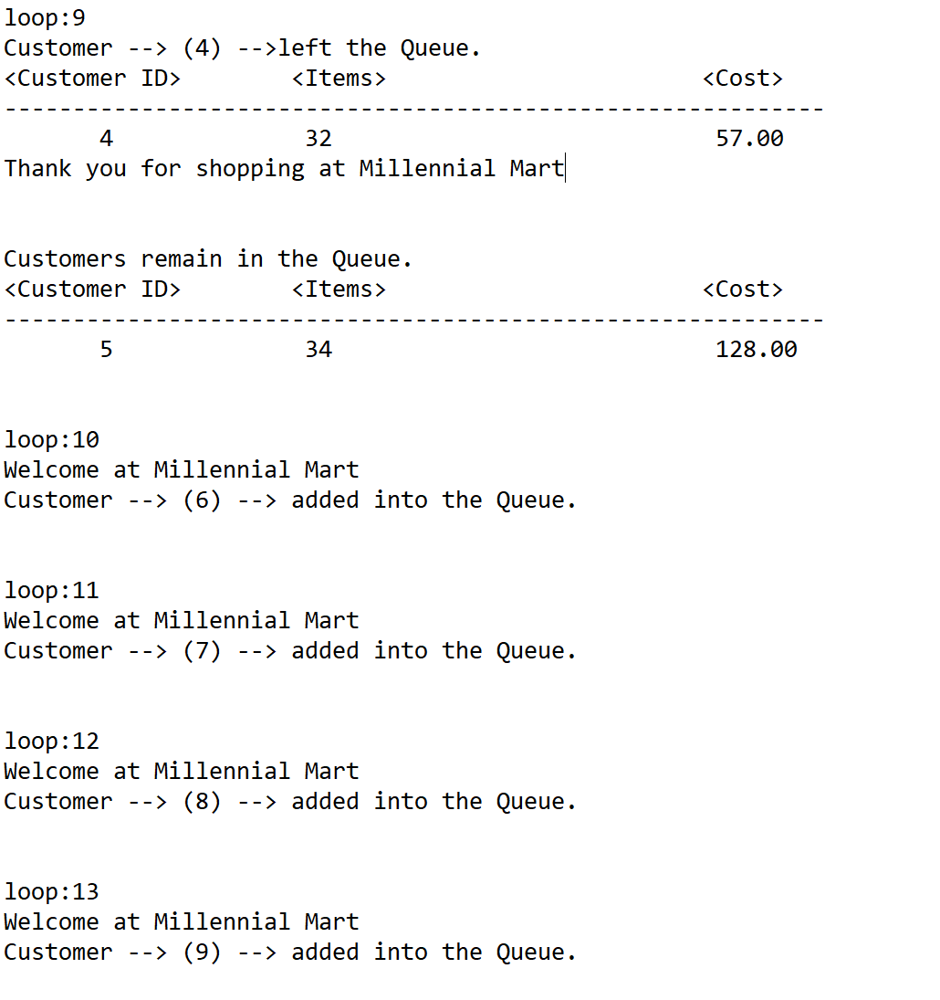 loop:9
Customer --> (4) -->left the Queue.
<Customer ID> <Items> <Cost>
------------------------------------------------------------
4 32 57.00
Thank you for shopping at Millennial Mart
Customers remain in the Queue.
<Customer ID> <Items> <Cost>
------------------------------------------------------------
5 34 128.00
loop:10
Welcome at Millennial Mart
Customer --> (6) --> added into the Queue.
loop:11
Welcome at Millennial Mart
Customer --> (7) --> added into the Queue.
loop:12
Welcome at Millennial Mart
Customer --> (8) --> added into the Queue.
loop:13
Welcome at Millennial Mart
Customer --> (9) --> added into the Queue.